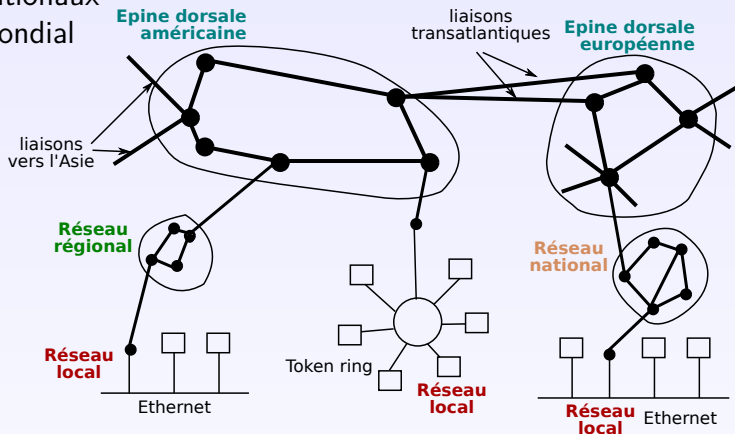 ondial
Epine dorsale
américaine
liaisons
transatlantiques
Epine dorsale
européenne
liaisons
vers l'Asie
Réseau
régional
Réseau
national
Réseau
local
Ethernet
Token ring
Réseau
local
Réseau
local
Ethernet